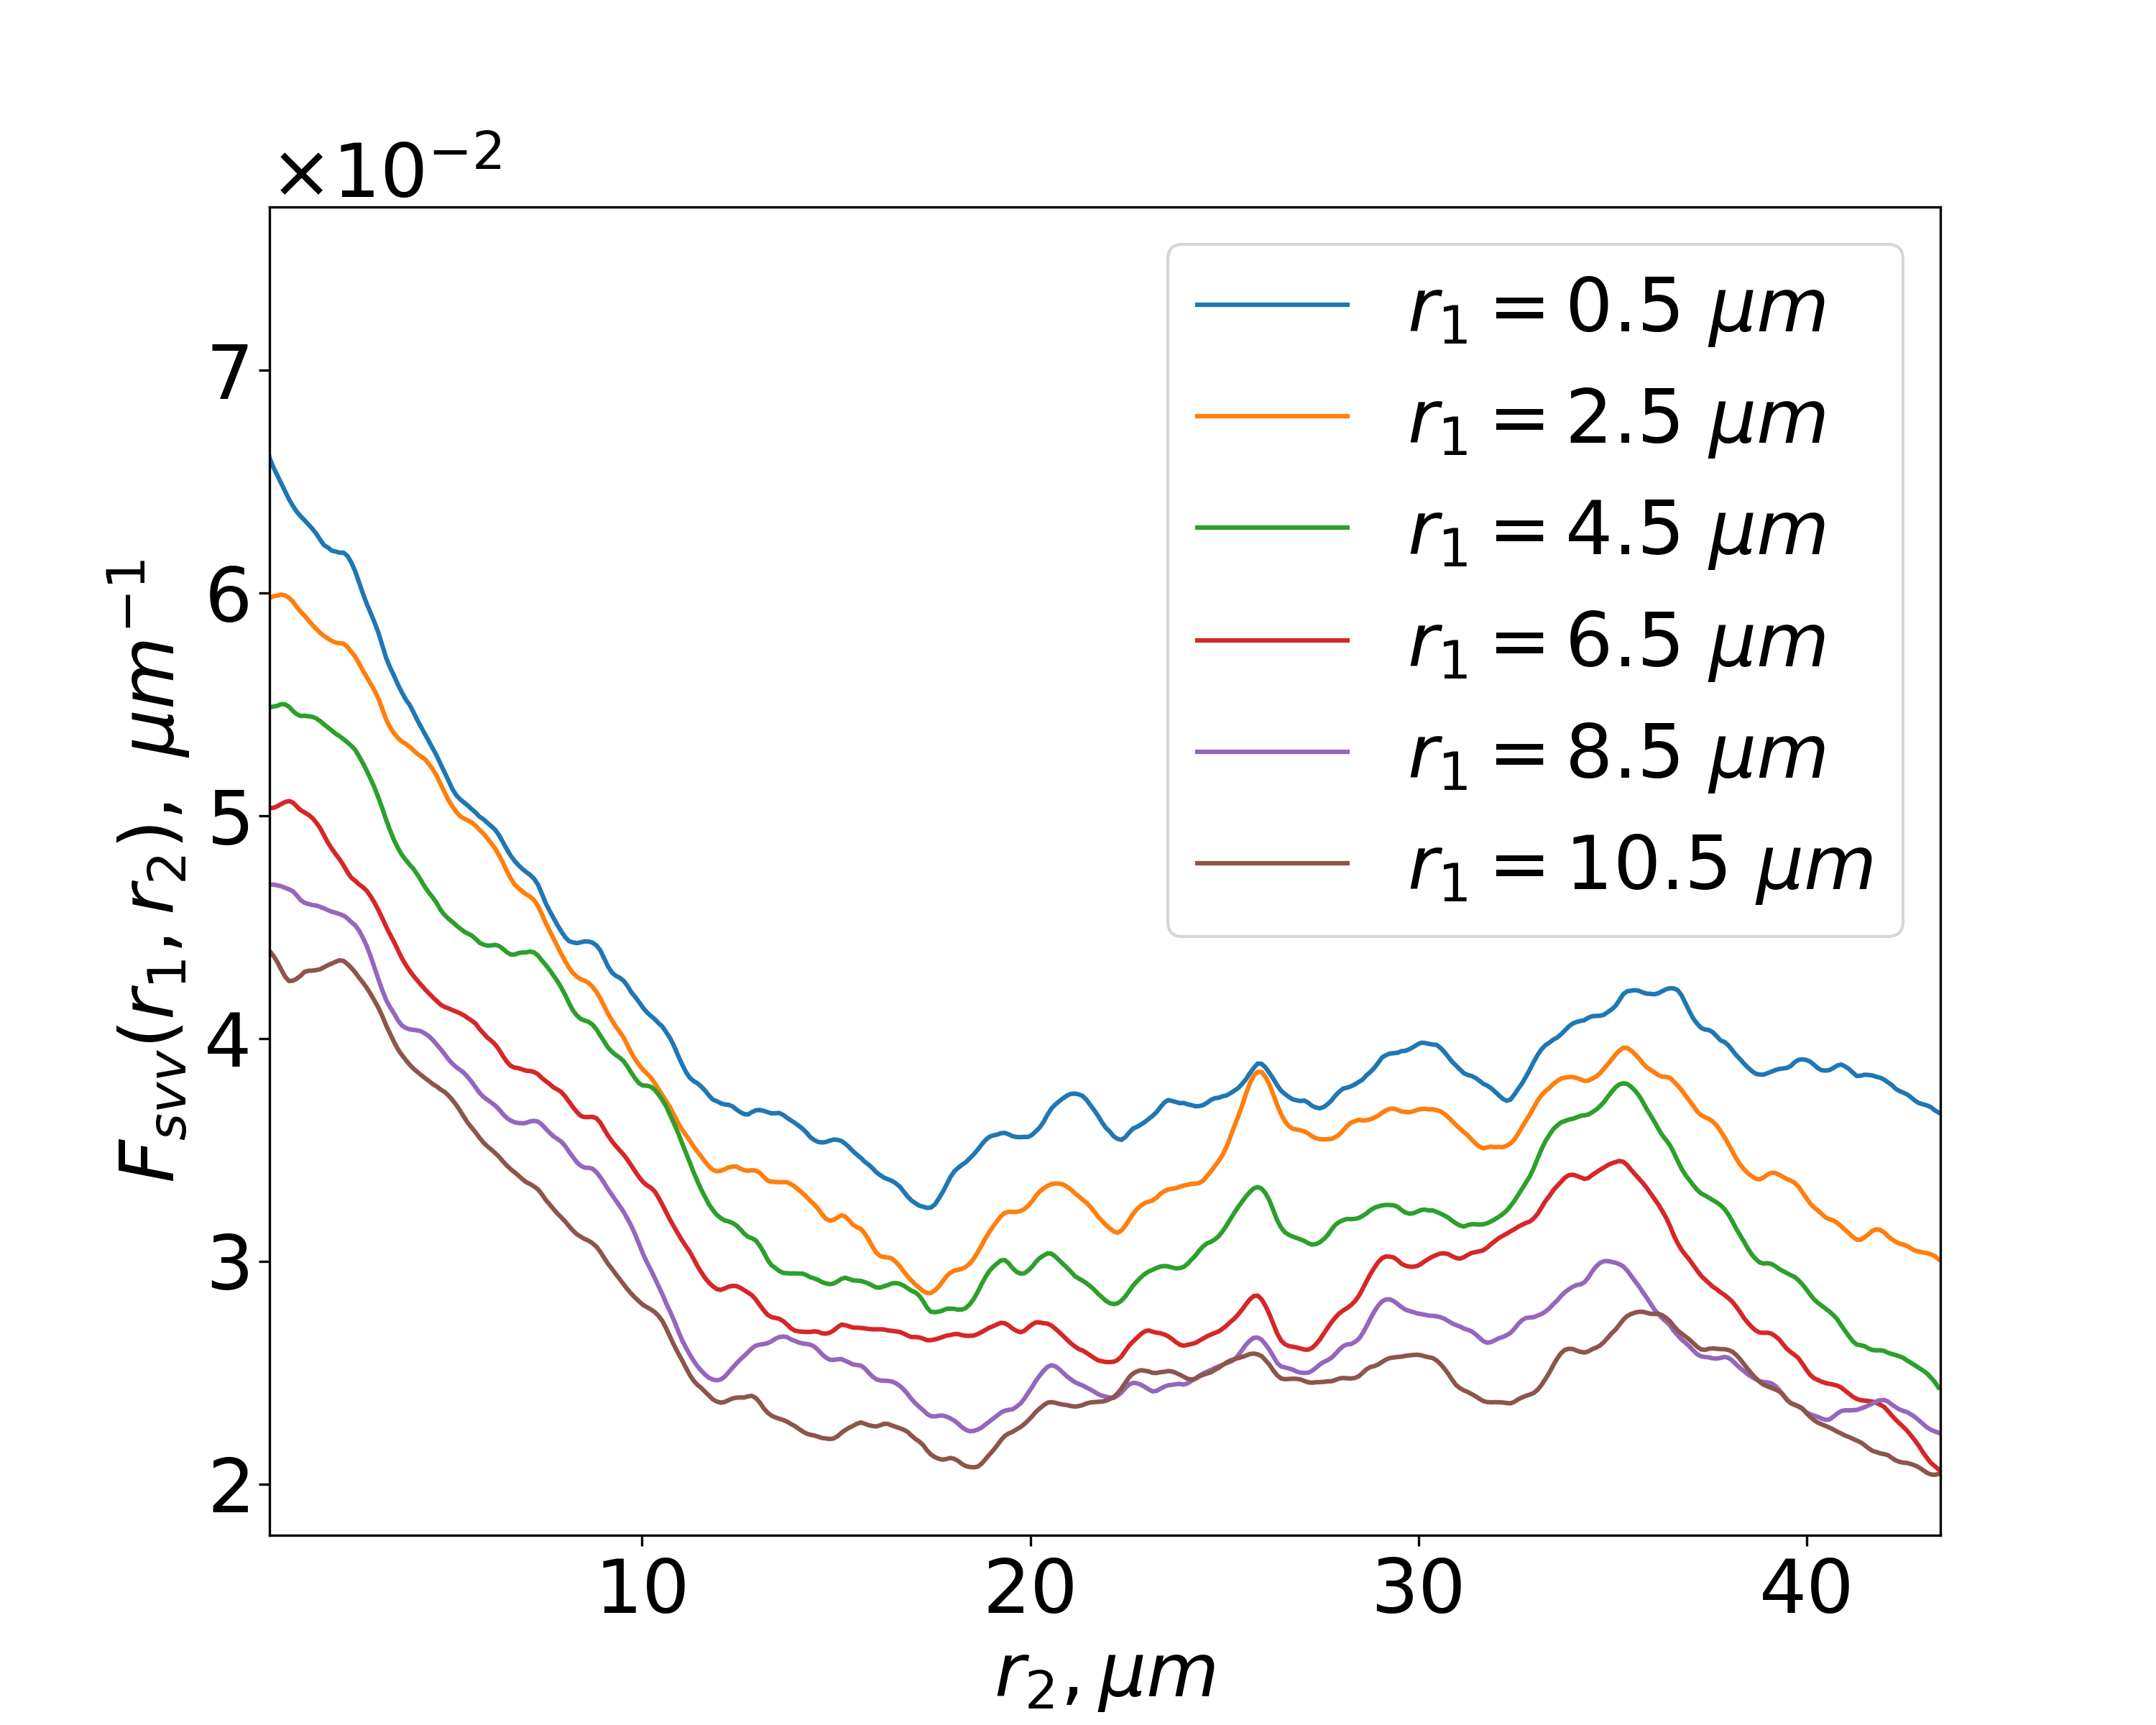 ×10⁻²
F_svv(r₁, r₂), μm⁻¹
7
6
5
4
3
2
r₁ = 0.5 μm
r₁ = 2.5 μm
r₁ = 4.5 μm
r₁ = 6.5 μm
r₁ = 8.5 μm
r₁ = 10.5 μm
10 20 30 40
r₂, μm